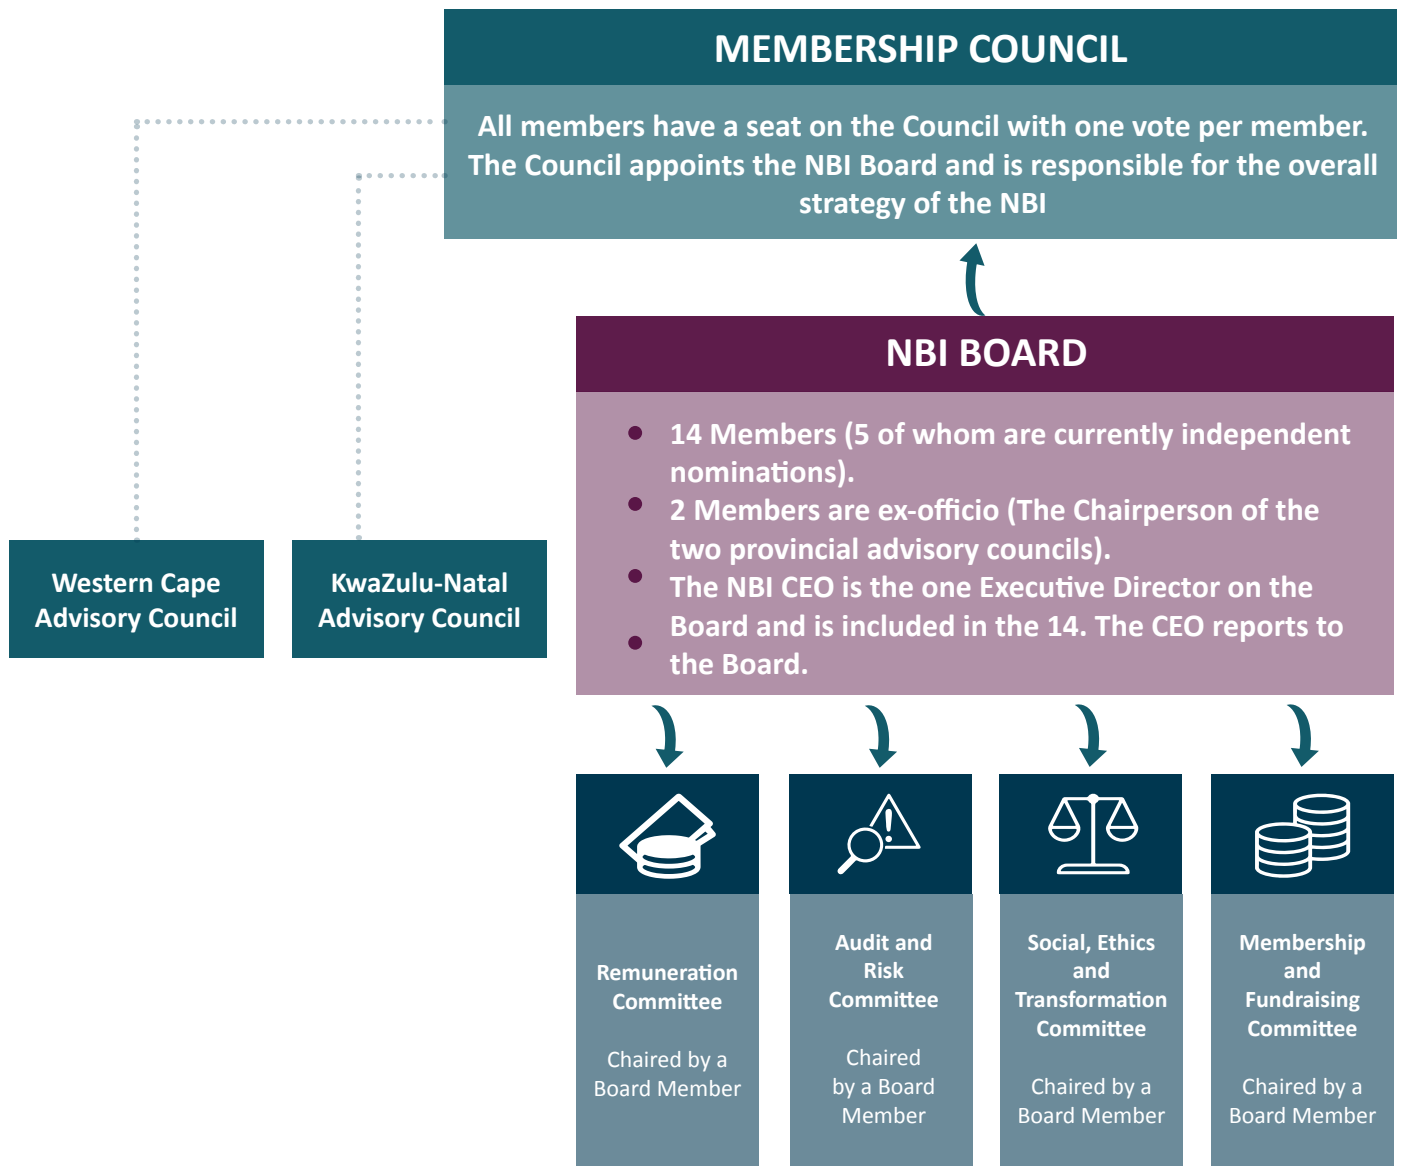 MEMBERSHIP COUNCIL
All members have a seat on the Council with one vote per member.
The Council appoints the NBI Board and is responsible for the overall
strategy of the NBI
NBI BOARD
• 14 Members (5 of whom are currently independent
nominations).
• 2 Members are ex-officio (The Chairperson of the
two provincial advisory councils).
• The NBI CEO is the one Executive Director on the
Board and is included in the 14. The CEO reports to
• the Board.
Western Cape
Advisory Council
KwaZulu-Natal
Advisory Council
Remuneration
Committee
Chaired by a
Board Member
Audit and
Risk
Committee
Chaired
by a Board
Member
Social, Ethics
and
Transformation
Committee
Chaired by a
Board Member
Membership
and
Fundraising
Committee
Chaired by a
Board Member